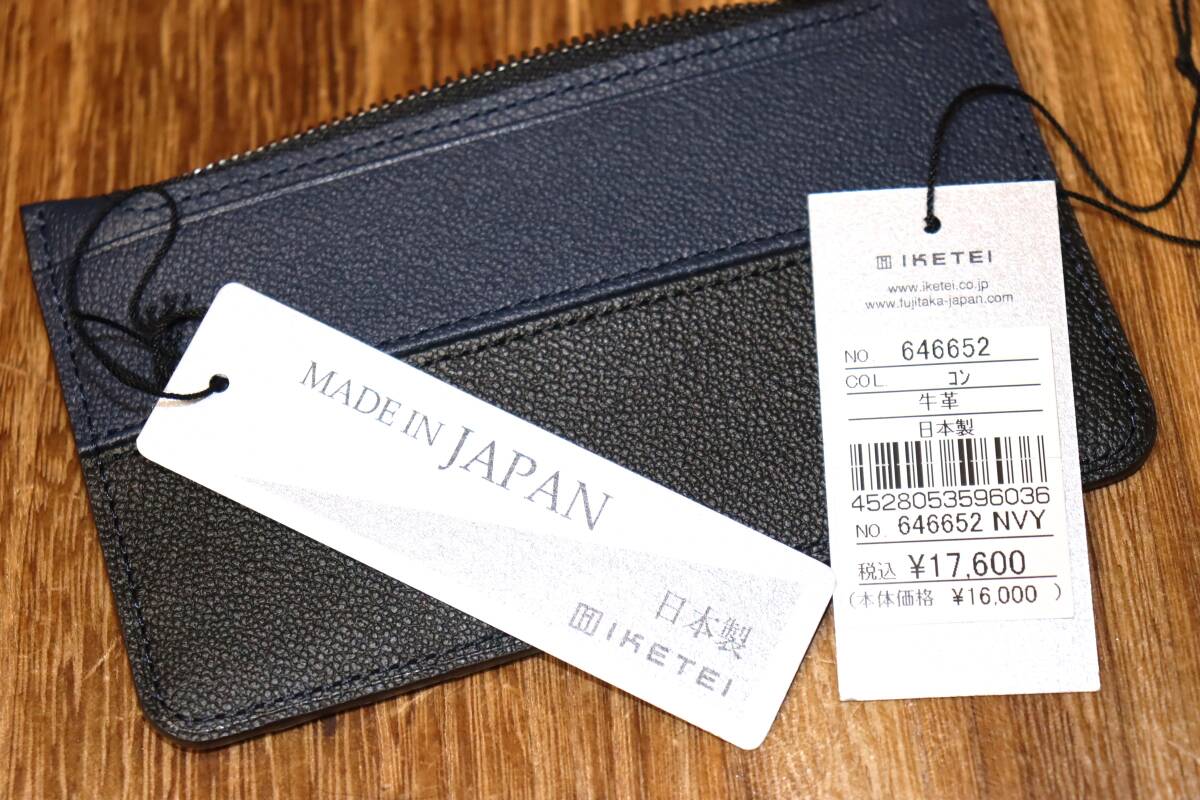 MADE IN JAPAN
日本製
IKETEI
IKETEI
www.iketei.co.jp
www.fujitaka-japan.com
NO 646652
COL. コン
牛革
日本製
4528053596036
NO. 646652 NVY
税込 ¥17,600
(本体価格 ¥16,000 )